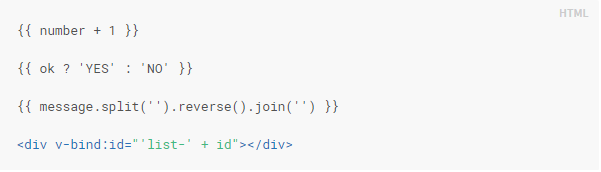 HTML
{{ number + 1 }}
{{ ok ? 'YES' : 'NO' }}
{{ message.split('').reverse().join('') }}
<div v-bind:id="'list-' + id"></div>